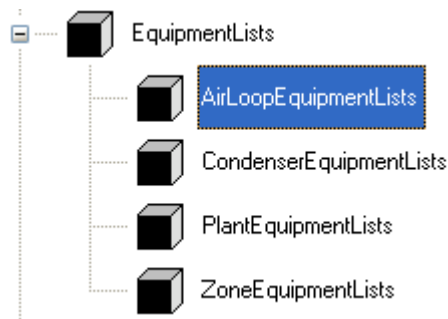 EquipmentLists
AirLoopEquipmentLists
CondenserEquipmentLists
PlantEquipmentLists
ZoneEquipmentLists